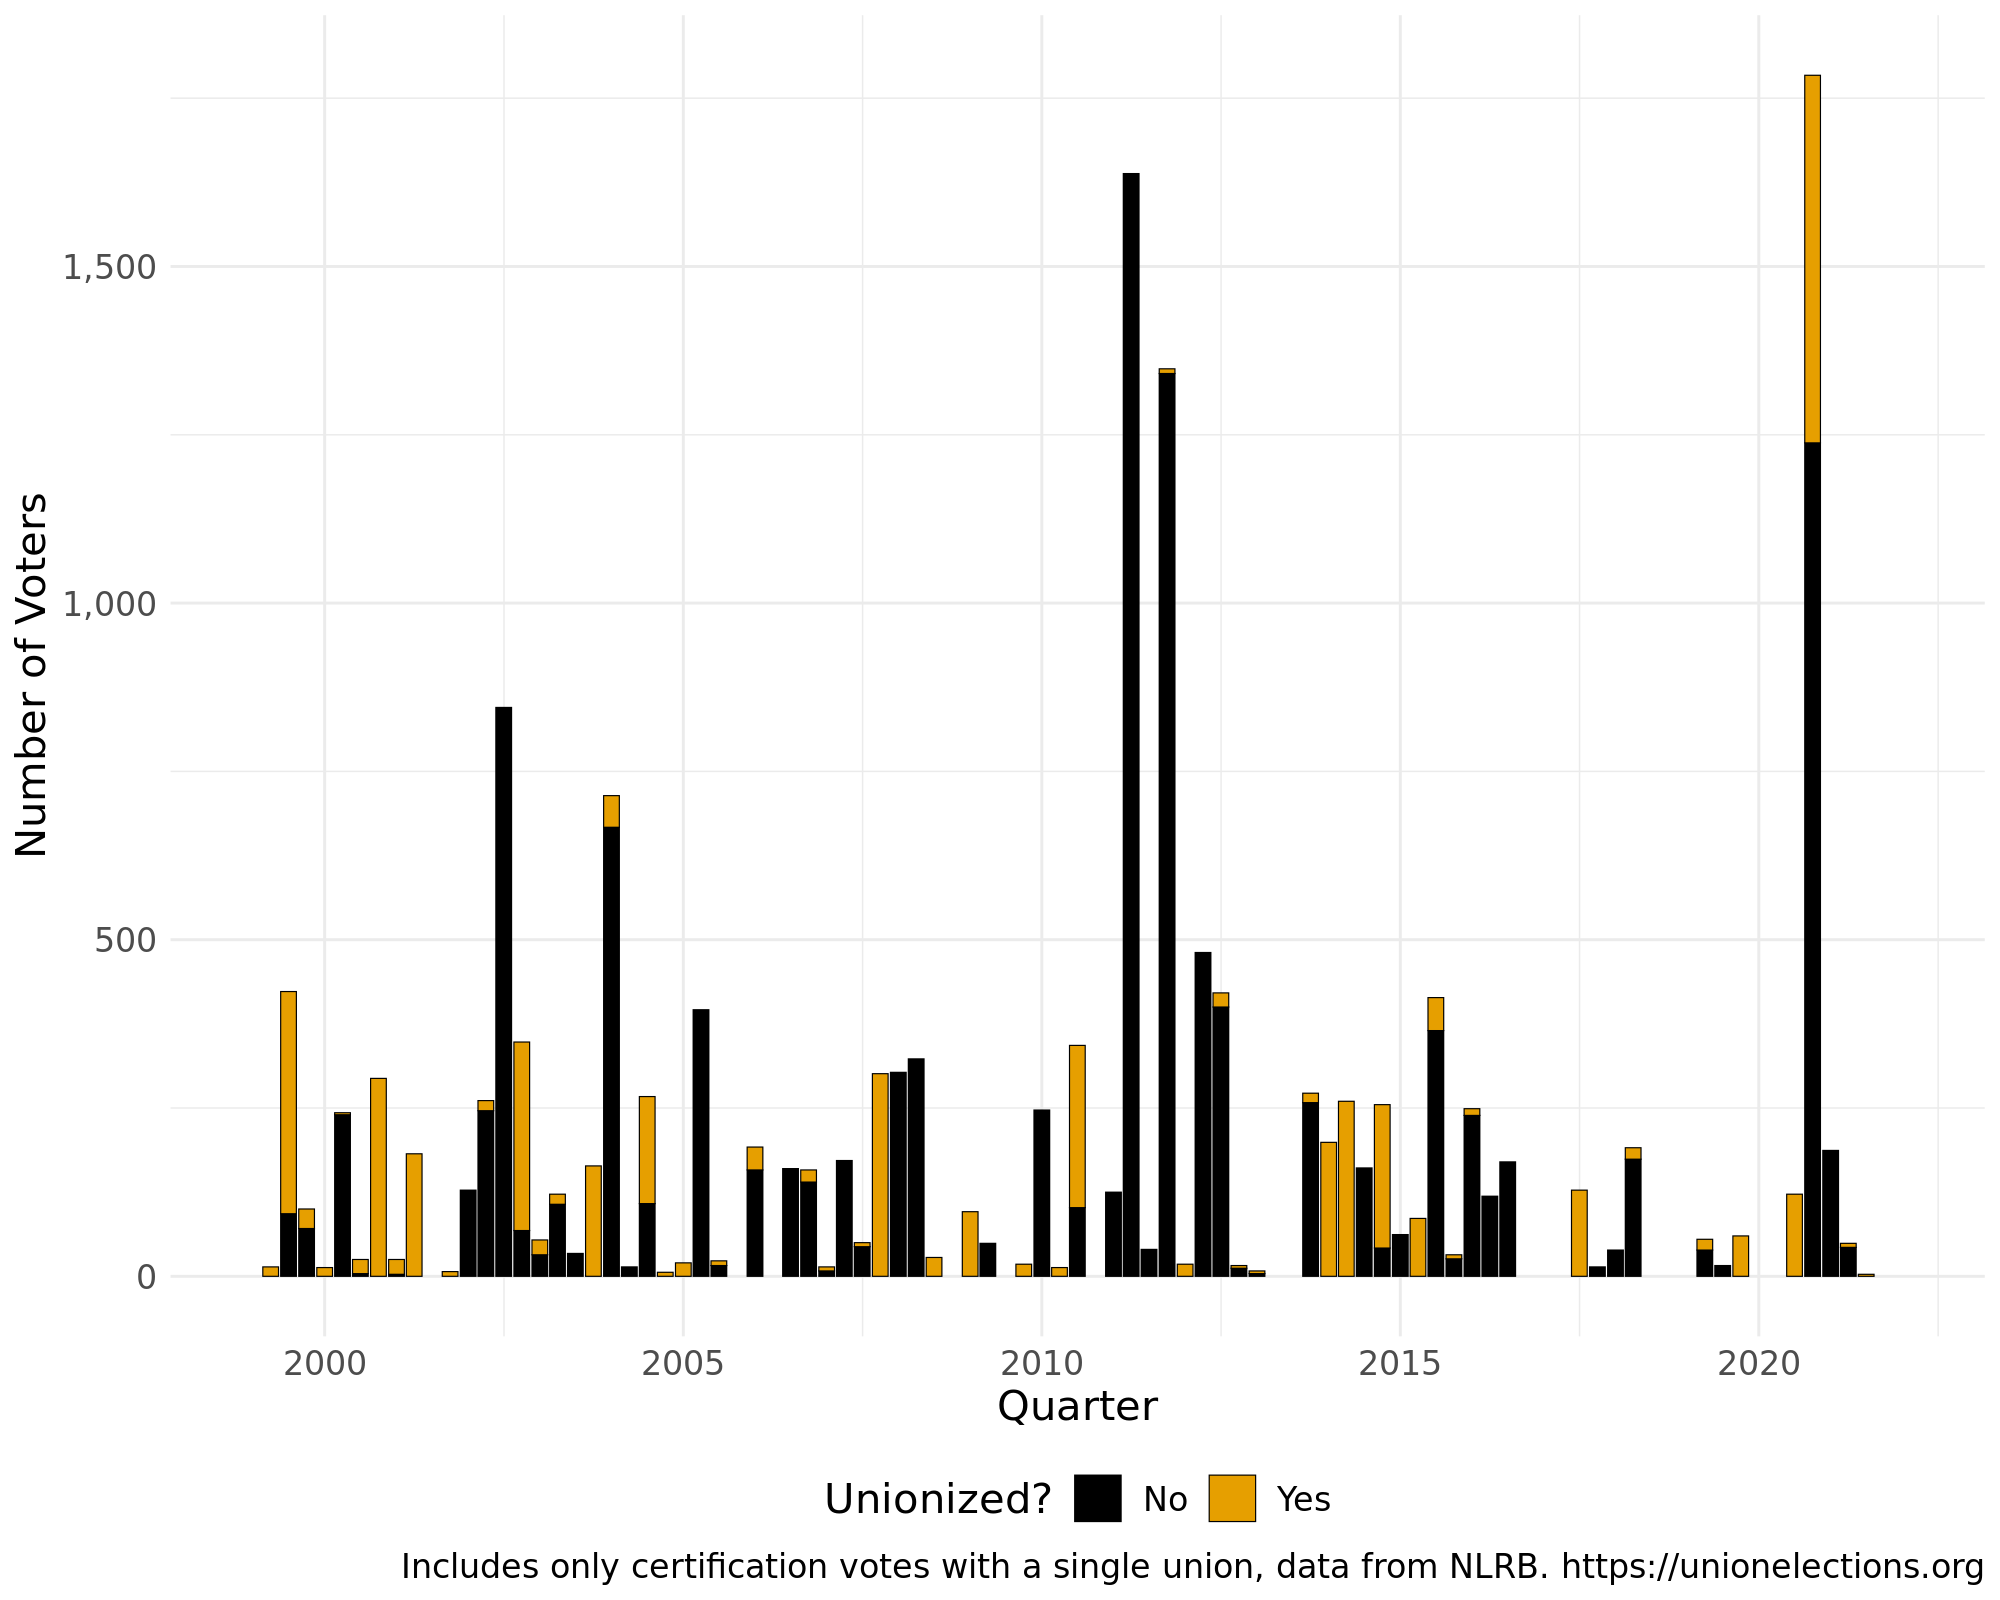 Number of Voters
1,500
1,000
500
0
2000 2005 2010 2015 2020
Quarter
Unionized? No Yes
Includes only certification votes with a single union, data from NLRB. https://unionelections.org